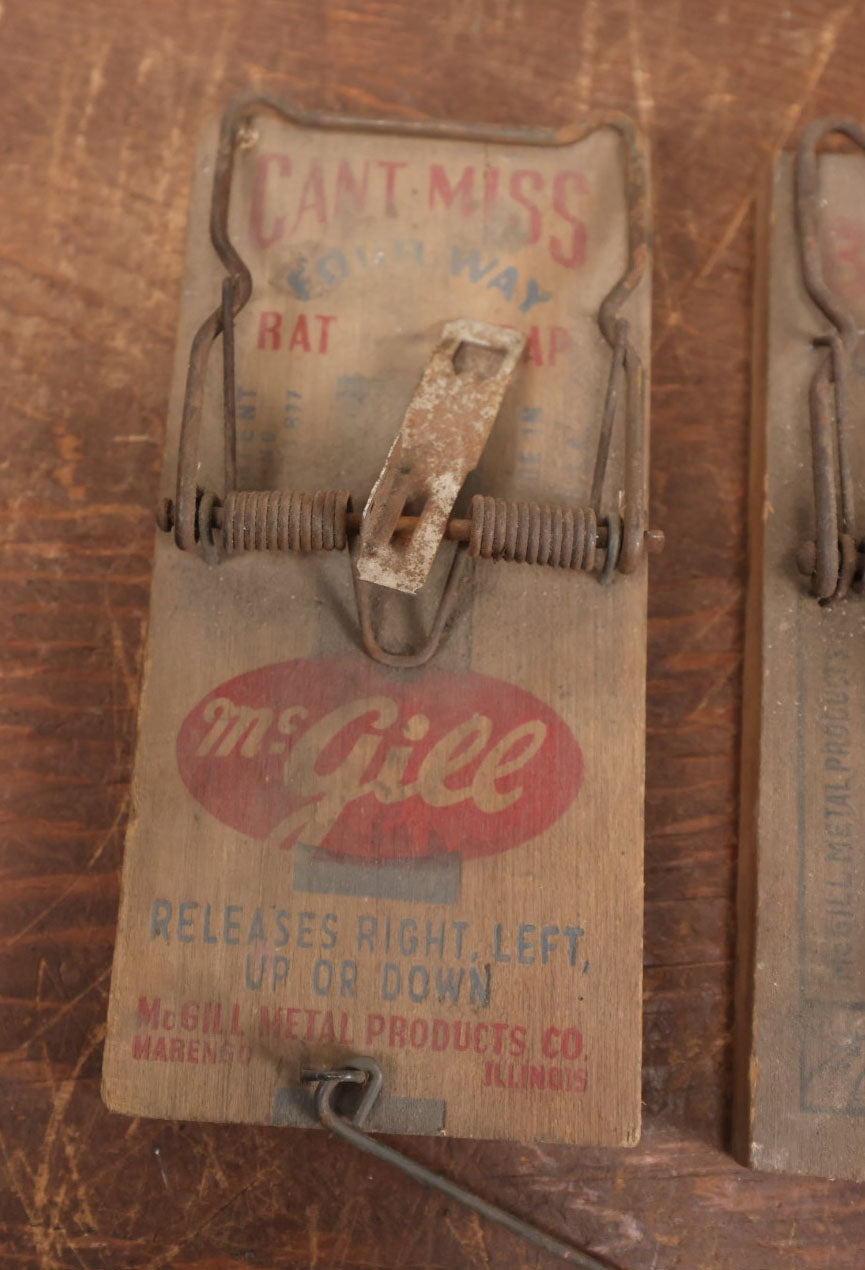 CANT MISS
FOUR WAY
RAT
McGill
RELEASES RIGHT, LEFT,
UP OR DOWN
McGILL METAL PRODUCTS CO.
MARENGO ILLINOIS
McGILL METAL PRODUCTS